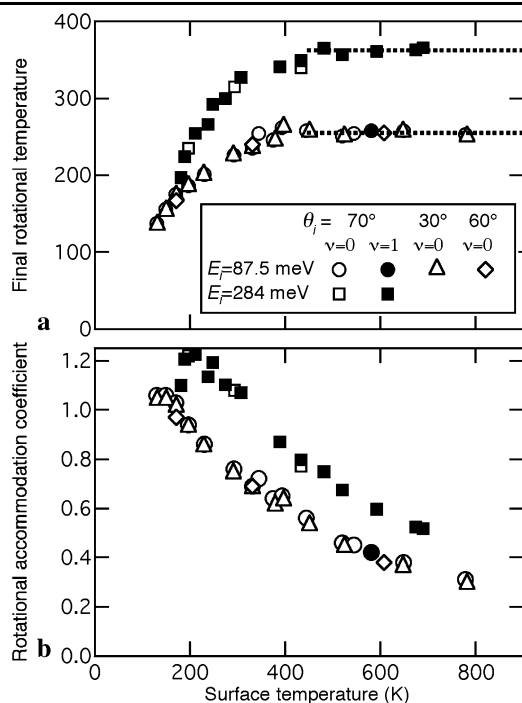 400
300
200
100
0
Final rotational temperature
a
θi = 70° 30° 60°
ν=0 ν=1 ν=0 ν=0
Ei=87.5 meV
Ei=284 meV
1.2
1.0
0.8
0.6
0.4
0.2
0.0
Rotational accommodation coefficient
b
0 200 400 600 800
Surface temperature (K)